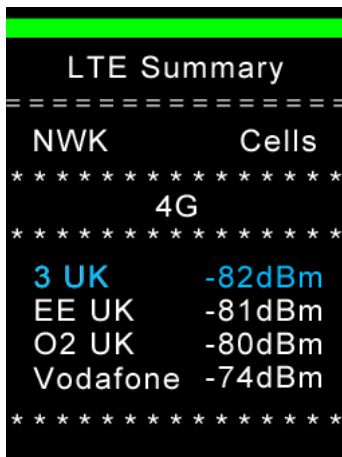 LTE Summary
= = = = = = = = = = = = = = =
NWK Cells
* * * * * * * * * * * * * * *
4G
* * * * * * * * * * * * * * *
3 UK -82dBm
EE UK -81dBm
O2 UK -80dBm
Vodafone -74dBm
* * * * * * * * * * * * * * *